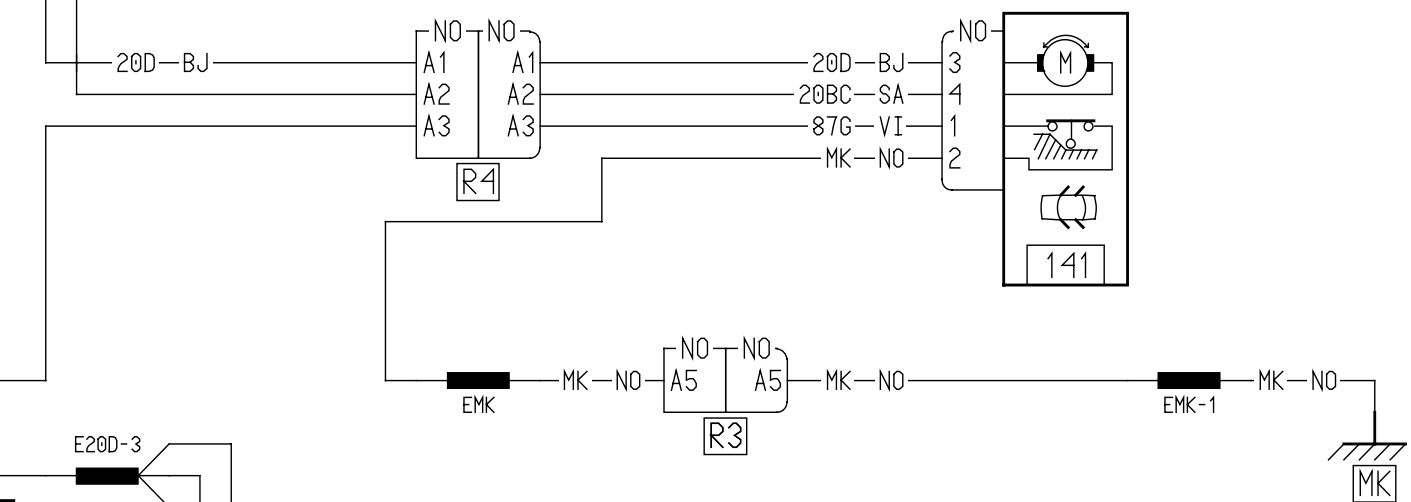 NO NO NO
20D BJ A1 A1 20D BJ 3 M
A2 A2 20BC SA 4
A3 A3 87G VI 1
MK NO 2
R4
141
NO NO
MK NO A5 A5 MK NO MK NO
EMK EMK-1
R3
E20D-3
MK